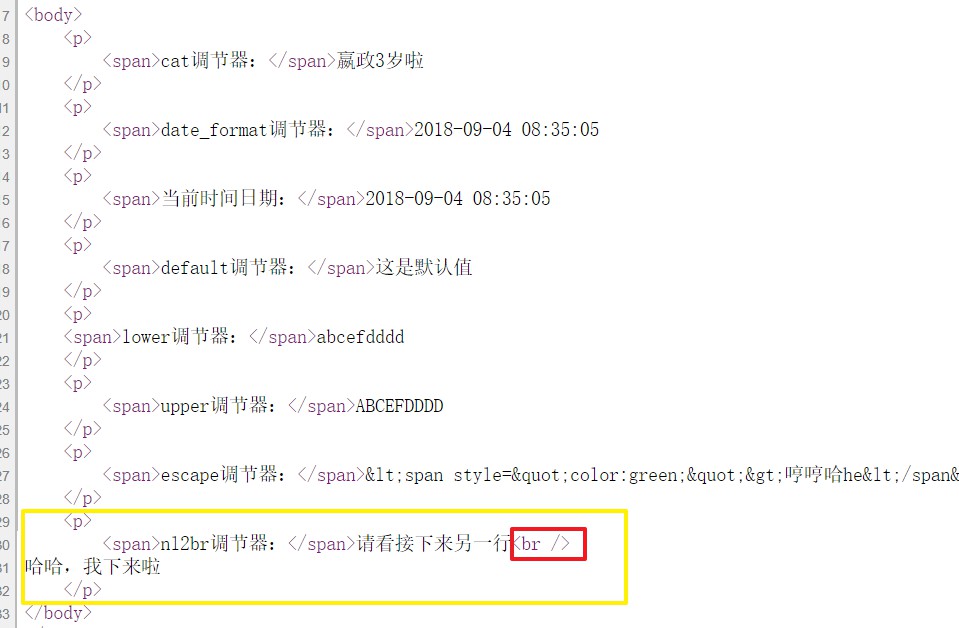 7 <body>
8 <p>
9 <span>cat调节器：</span>嬴政3岁啦
0 </p>
11 <p>
2 <span>date_format调节器：</span>2018-09-04 08:35:05
3 </p>
4 <p>
5 <span>当前时间日期：</span>2018-09-04 08:35:05
6 </p>
7 <p>
8 <span>default调节器：</span>这是默认值
9 </p>
20 <p>
21 <span>lower调节器：</span>abcefdddd
22 </p>
23 <p>
24 <span>upper调节器：</span>ABCEFDDDD
25 </p>
26 <p>
27 <span>escape调节器：</span>&lt;span style=&quot;color:green;&quot;&gt;哼哼哈he&lt;/span&
28 </p>
29 <p>
30 <span>nl2br调节器：</span>请看接下来另一行<br />
31 哈哈，我下来啦
32 </p>
33 </body>